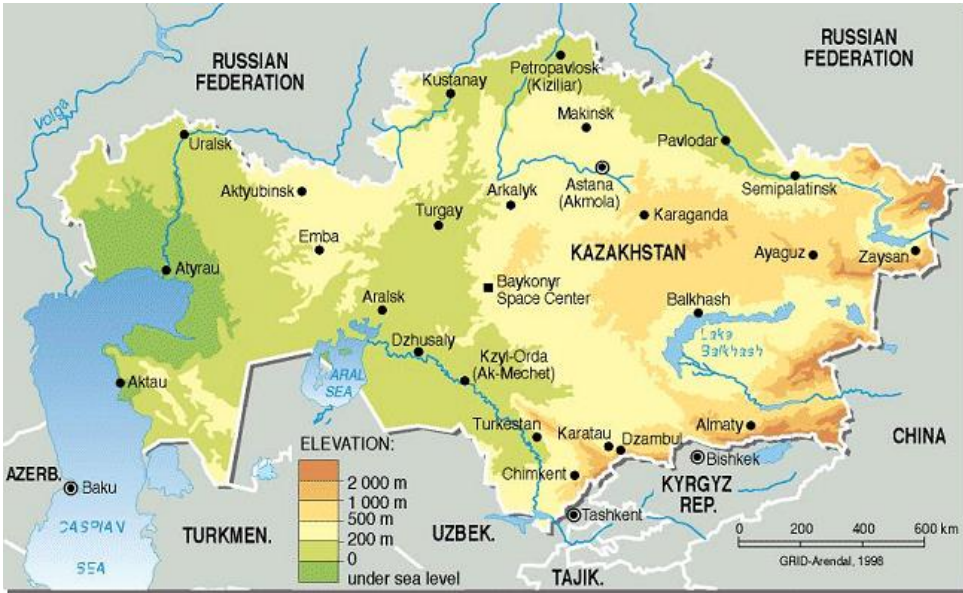 RUSSIAN
FEDERATION
RUSSIAN
FEDERATION
Volga
Petropavlosk
(Kiziliar)
Kustanay
Makinsk
Uralsk
Pavlodar
Aktyubinsk
Arkalyk
Astana
(Akmola)
Semipalatinsk
Turgay
Karaganda
Emba
KAZAKHSTAN
Ayaguz
Zaysan
Atyrau
Baykonyr
Space Center
Aralsk
Balkhash
Dzhusaly
Lake
Balkhash
Kzyl-Orda
(Ak-Mechet)
ARAL
SEA
Aktau
Turkestan
Karatau
Dzambul
Almaty
CHINA
ELEVATION:
2 000 m
1 000 m
500 m
200 m
0
under sea level
Chimkent
Bishkek
KYRGYZ
REP.
AZERB.
Baku
Tashkent
CASPIAN
SEA
TURKMEN.
UZBEK.
TAJIK.
0 200 400 600 km
GRID-Arendal, 1998